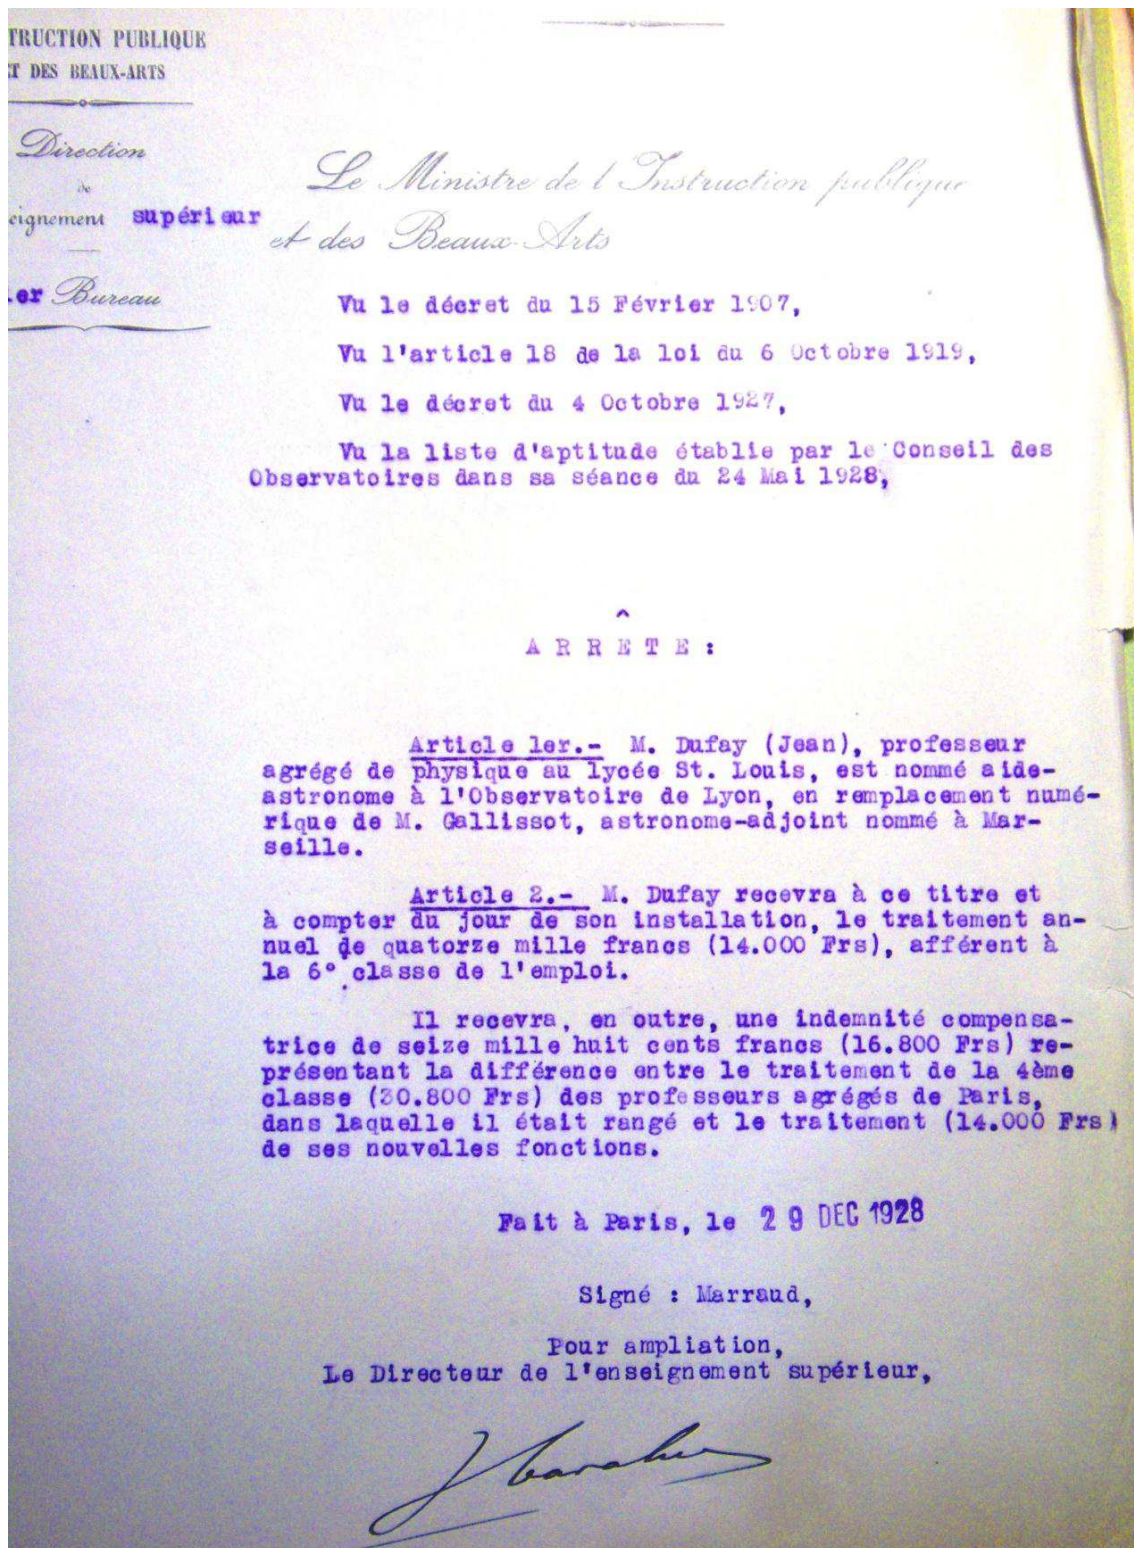 TRUCTION PUBLIQUE
ET DES BEAUX-ARTS
Direction
de
eignement supérieur
er Bureau
Le Ministre de l'Instruction publique
et des Beaux-Arts
Vu le décret du 15 Février 1907,
Vu l'article 18 de la loi du 6 Octobre 1919,
Vu le décret du 4 Octobre 1927,
Vu la liste d'aptitude établie par le Conseil des
Observatoires dans sa séance du 24 Mai 1928,
ARRÊTE :
Article 1er.- M. Dufay (Jean), professeur
agrégé de physique au lycée St. Louis, est nommé aide-
astronome à l'Observatoire de Lyon, en remplacement numé-
rique de M. Gallissot, astronome-adjoint nommé à Mar-
seille.
Article 2.- M. Dufay recevra à ce titre et
à compter du jour de son installation, le traitement an-
nuel de quatorze mille francs (14.000 Frs), afférent à
la 6° classe de l'emploi.
Il recevra, en outre, une indemnité compensa-
trice de seize mille huit cents francs (16.800 Frs) re-
présentant la différence entre le traitement de la 4ème
classe (30.800 Frs) des professeurs agrégés de Paris,
dans laquelle il était rangé et le traitement (14.000 Frs)
de ses nouvelles fonctions.
Fait à Paris, le 29 DEC 1928
Signé : Marraud,
Pour ampliation,
Le Directeur de l'enseignement supérieur,